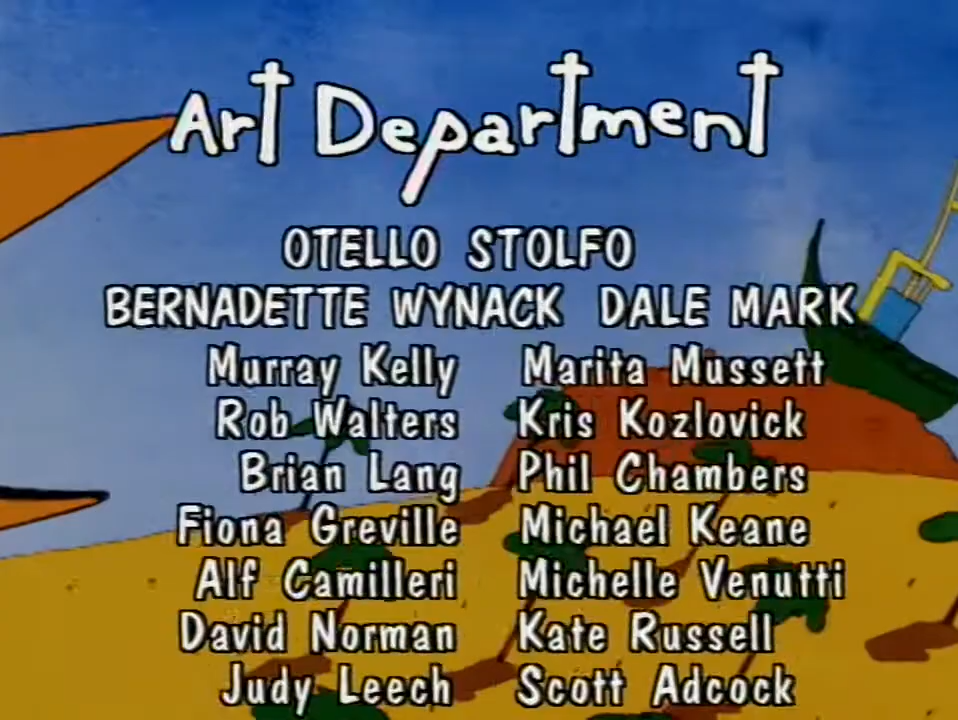 Art Department
OTELLO STOLFO
BERNADETTE WYNACK DALE MARK
Murray Kelly Marita Mussett
Rob Walters Kris Kozlovick
Brian Lang Phil Chambers
Fiona Greville Michael Keane
Alf Camilleri Michelle Venutti
David Norman Kate Russell
Judy Leech Scott Adcock